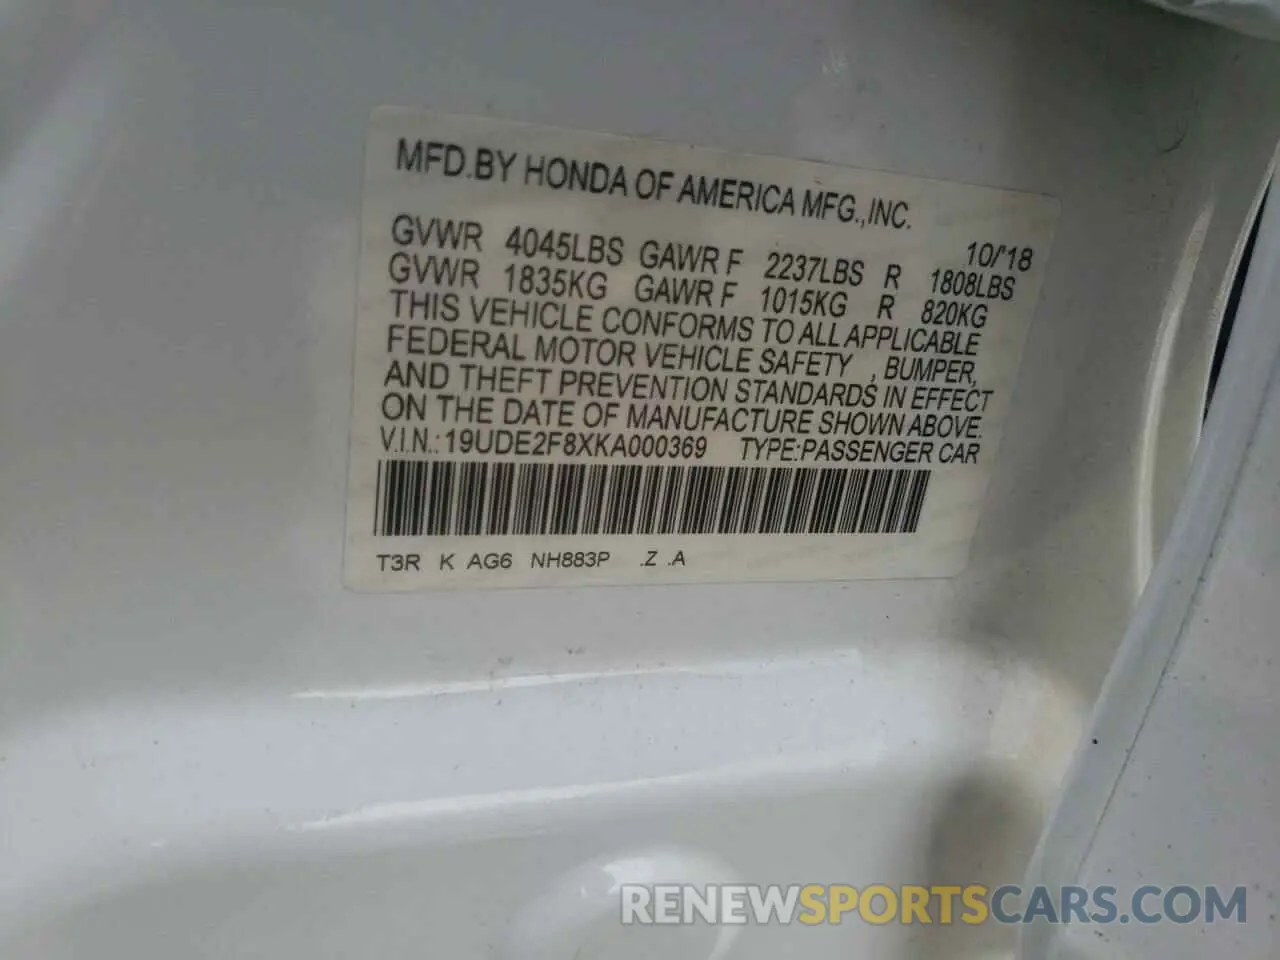 MFD.BY HONDA OF AMERICA MFG.,INC.
10/'18
GVWR 4045LBS GAWR F 2237LBS R 1808LBS
GVWR 1835KG GAWR F 1015KG R 820KG
THIS VEHICLE CONFORMS TO ALL APPLICABLE
FEDERAL MOTOR VEHICLE SAFETY , BUMPER,
AND THEFT PREVENTION STANDARDS IN EFFECT
ON THE DATE OF MANUFACTURE SHOWN ABOVE.
V.I.N.:19UDE2F8XKA000369 TYPE:PASSENGER CAR
T3R K AG6 NH883P .Z .A
RENEWSPORTSCARS.COM